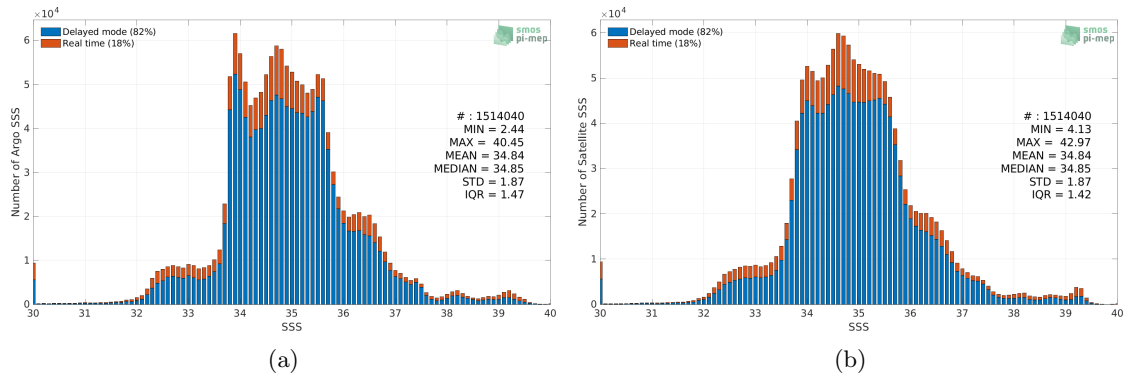 ×10⁴
Delayed mode (82%)
Real time (18%)
smos
pi-mep
# : 1514040
MIN = 2.44
MAX = 40.45
MEAN = 34.84
MEDIAN = 34.85
STD = 1.87
IQR = 1.47
Number of Argo SSS
6
5
4
3
2
1
0
30 31 32 33 34 35 36 37 38 39 40
SSS
(a)
×10⁴
Delayed mode (82%)
Real time (18%)
smos
pi-mep
# : 1514040
MIN = 4.13
MAX = 42.97
MEAN = 34.84
MEDIAN = 34.85
STD = 1.87
IQR = 1.42
Number of Satellite SSS
6
5
4
3
2
1
0
30 31 32 33 34 35 36 37 38 39 40
SSS
(b)